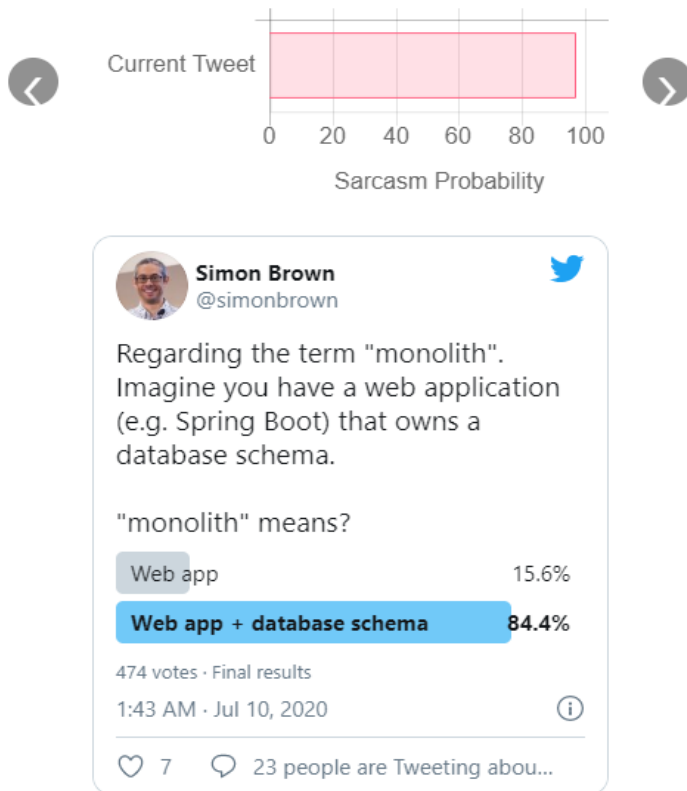 Current Tweet
0 20 40 60 80 100
Sarcasm Probability
Simon Brown
@simonbrown
Regarding the term "monolith".
Imagine you have a web application
(e.g. Spring Boot) that owns a
database schema.
"monolith" means?
Web app 15.6%
Web app + database schema 84.4%
474 votes · Final results
1:43 AM · Jul 10, 2020
7 23 people are Tweeting abou...